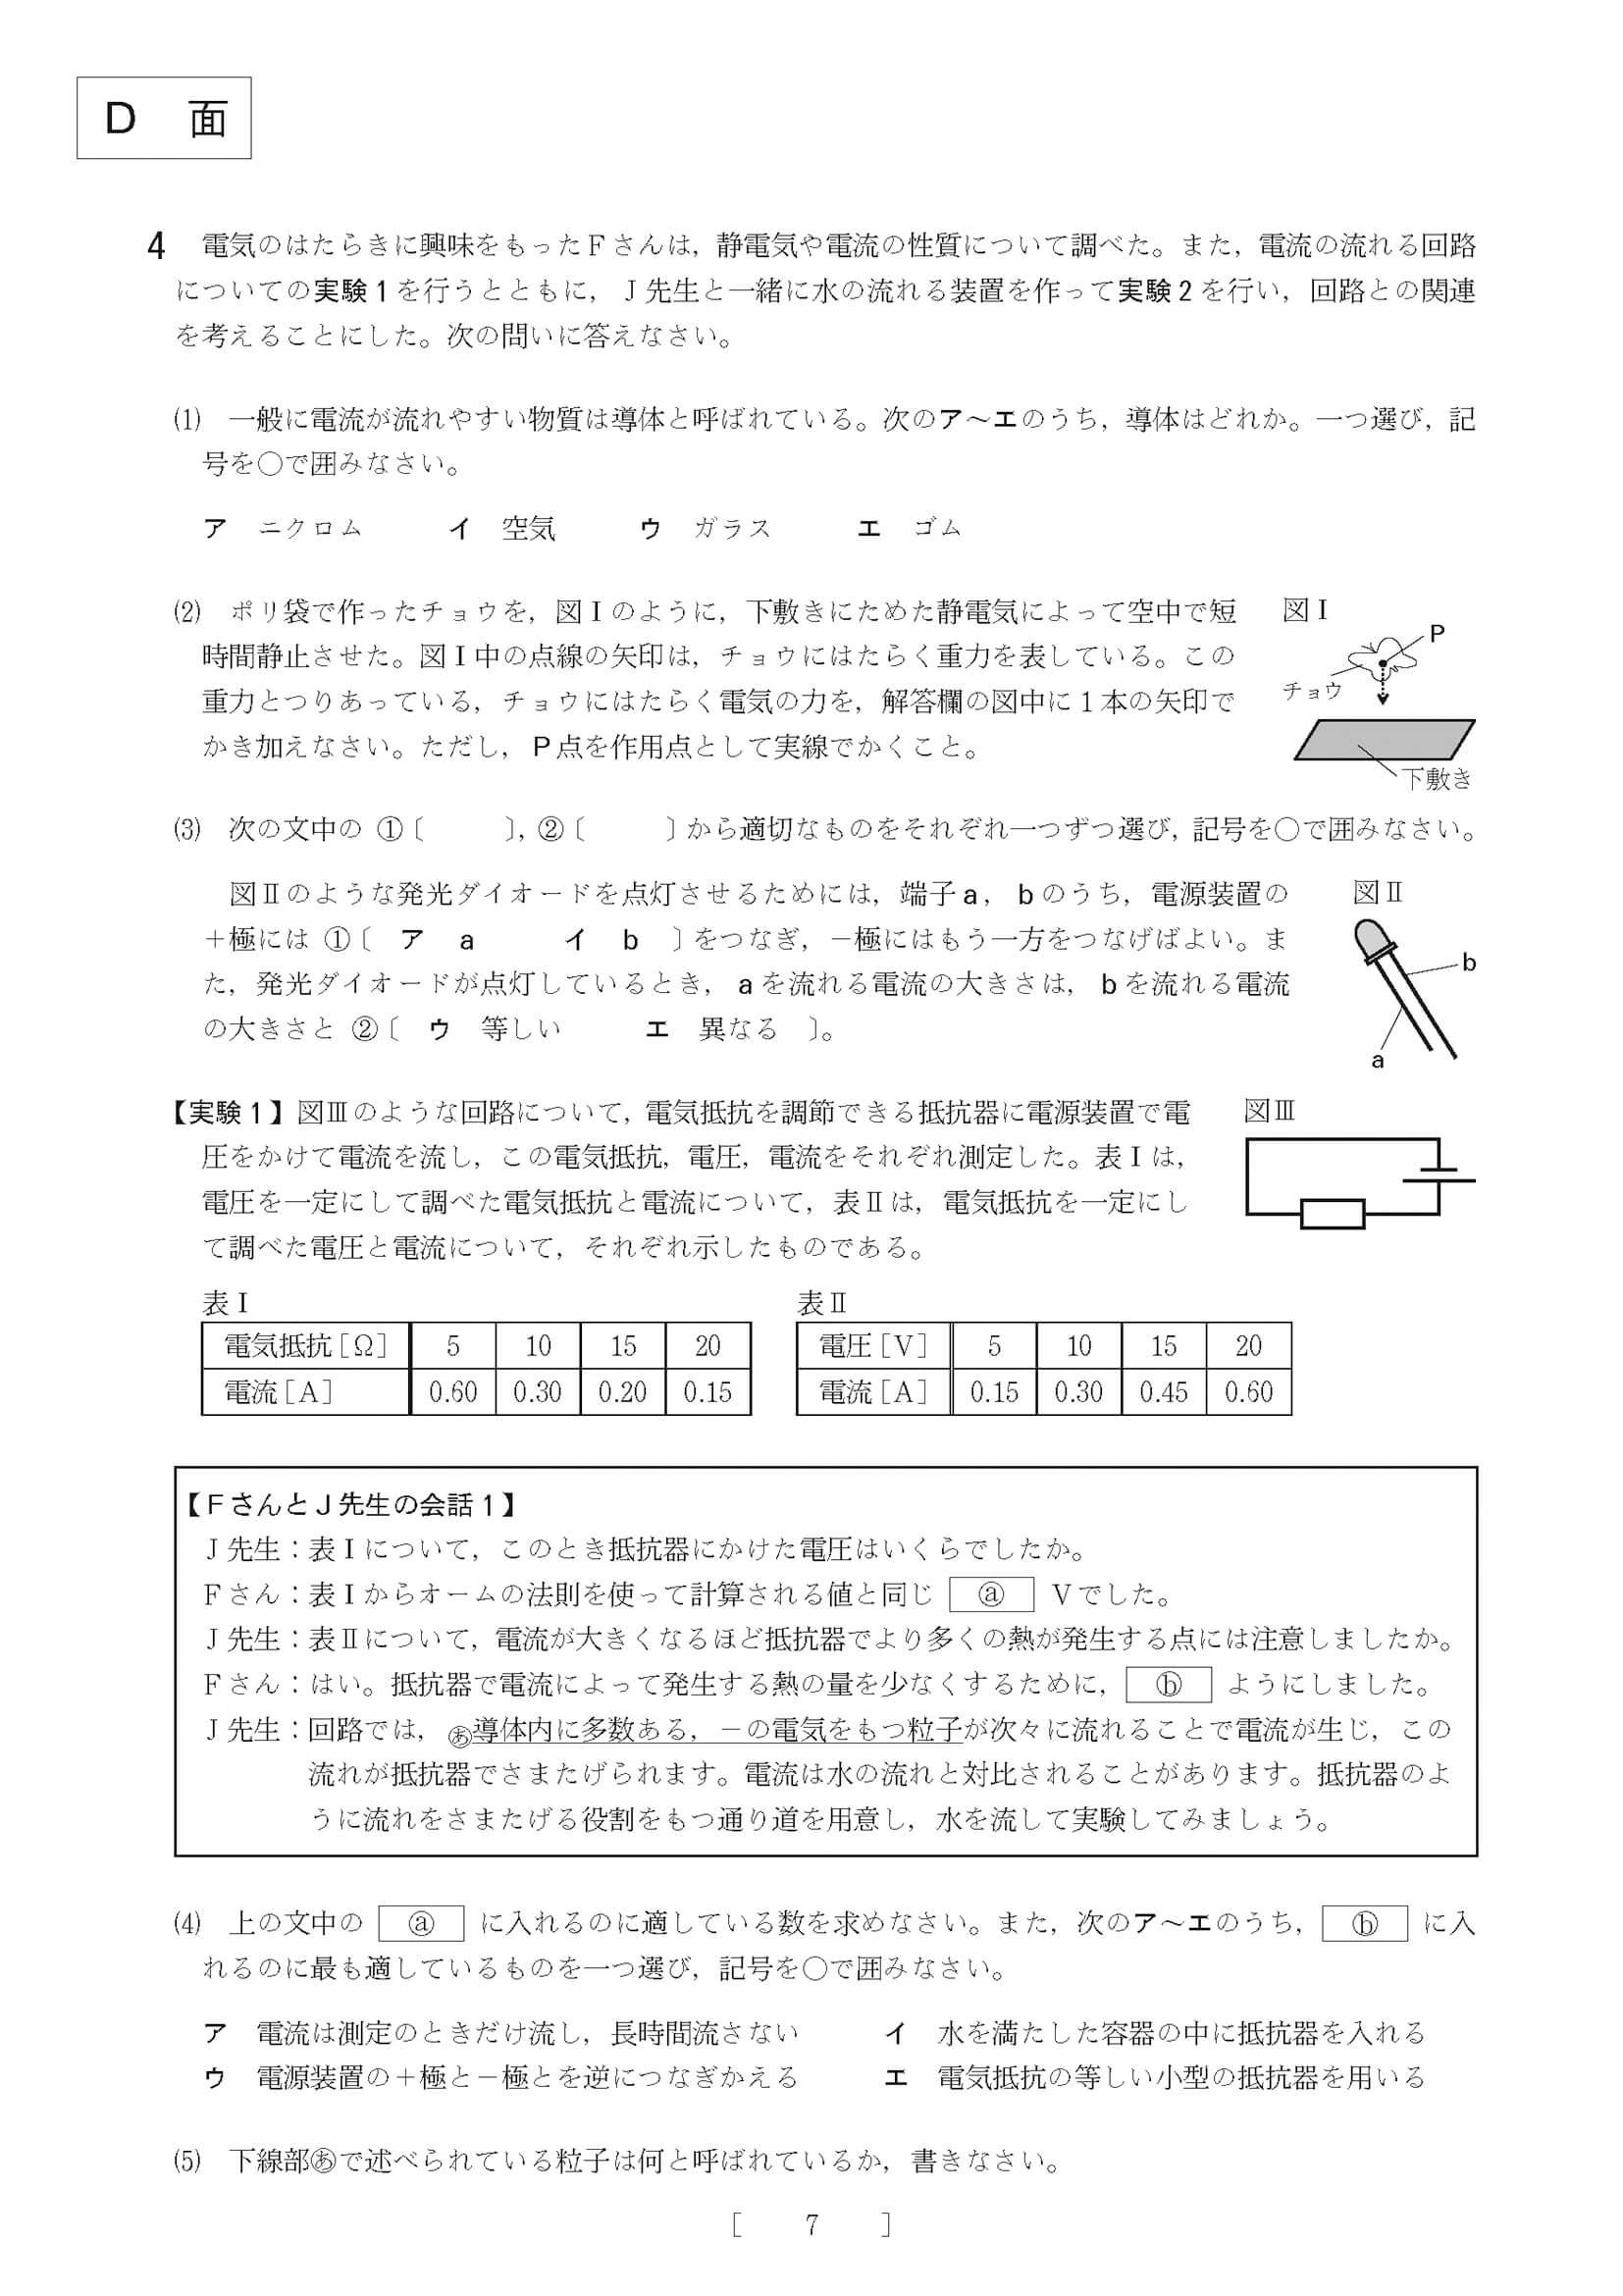 D 面
4 電気のはたらきに興味をもったFさんは，静電気や電流の性質について調べた。また，電流の流れる回路
についての実験1を行うとともに，J先生と一緒に水の流れる装置を作って実験2を行い，回路との関連
を考えることにした。次の問いに答えなさい。
(1) 一般に電流が流れやすい物質は導体と呼ばれている。次のア～エのうち，導体はどれか。一つ選び，記
号を○で囲みなさい。
ア ニクロム イ 空気 ウ ガラス エ ゴム
(2) ポリ袋で作ったチョウを，図Ⅰのように，下敷きにためた静電気によって空中で短
時間静止させた。図Ⅰ中の点線の矢印は，チョウにはたらく重力を表している。この
重力とつりあっている，チョウにはたらく電気の力を，解答欄の図中に1本の矢印で
かき加えなさい。ただし，P点を作用点として実線でかくこと。
図Ⅰ
P
チョウ
下敷き
(3) 次の文中の ①〔　　〕，②〔　　〕から適切なものをそれぞれ一つずつ選び，記号を○で囲みなさい。
図Ⅱのような発光ダイオードを点灯させるためには，端子a，bのうち，電源装置の
＋極には ①〔 ア a イ b 〕をつなぎ，－極にはもう一方をつなげばよい。ま
た，発光ダイオードが点灯しているとき，aを流れる電流の大きさは，bを流れる電流
の大きさと ②〔 ウ 等しい エ 異なる 〕。
図Ⅱ
b
a
【実験1】図Ⅲのような回路について，電気抵抗を調節できる抵抗器に電源装置で電
圧をかけて電流を流し，この電気抵抗，電圧，電流をそれぞれ測定した。表Ⅰは，
電圧を一定にして調べた電気抵抗と電流について，表Ⅱは，電気抵抗を一定にし
て調べた電圧と電流について，それぞれ示したものである。
図Ⅲ
表Ⅰ
電気抵抗［Ω］ 5 10 15 20
電流［A］ 0.60 0.30 0.20 0.15
表Ⅱ
電圧［V］ 5 10 15 20
電流［A］ 0.15 0.30 0.45 0.60
【FさんとJ先生の会話1】
J先生：表Ⅰについて，このとき抵抗器にかけた電圧はいくらでしたか。
Fさん：表Ⅰからオームの法則を使って計算される値と同じ ⓐ Vでした。
J先生：表Ⅱについて，電流が大きくなるほど抵抗器でより多くの熱が発生する点には注意しましたか。
Fさん：はい。抵抗器で電流によって発生する熱の量を少なくするために， ⓑ ようにしました。
J先生：回路では，㋐導体内に多数ある，－の電気をもつ粒子が次々に流れることで電流が生じ，この
流れが抵抗器でさまたげられます。電流は水の流れと対比されることがあります。抵抗器のよ
うに流れをさまたげる役割をもつ通り道を用意し，水を流して実験してみましょう。
(4) 上の文中の ⓐ に入れるのに適している数を求めなさい。また，次のア～エのうち， ⓑ に入
れるのに最も適しているものを一つ選び，記号を○で囲みなさい。
ア 電流は測定のときだけ流し，長時間流さない イ 水を満たした容器の中に抵抗器を入れる
ウ 電源装置の＋極と－極とを逆につなぎかえる エ 電気抵抗の等しい小型の抵抗器を用いる
(5) 下線部あで述べられている粒子は何と呼ばれているか，書きなさい。
［ 7 ］